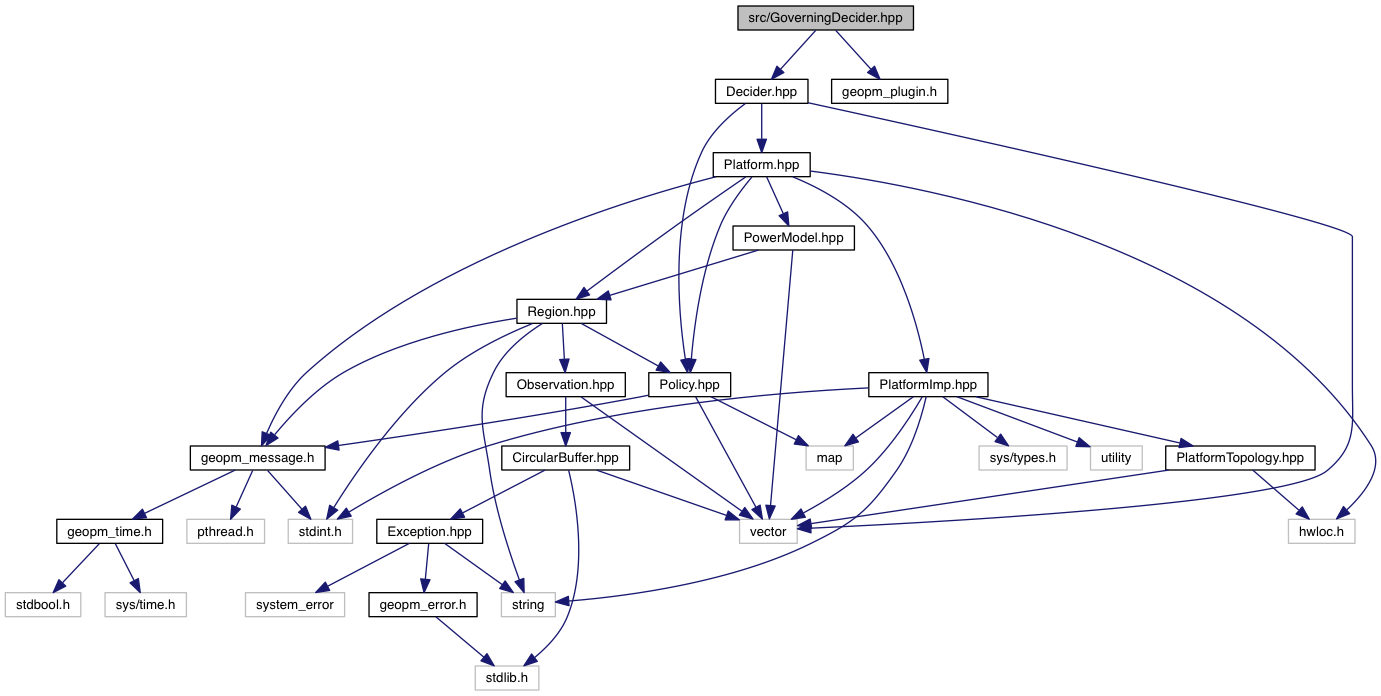 src/GoverningDecider.hpp
Decider.hpp
geopm_plugin.h
Platform.hpp
PowerModel.hpp
Region.hpp
Observation.hpp
Policy.hpp
PlatformImp.hpp
geopm_message.h
CircularBuffer.hpp
map
sys/types.h
utility
PlatformTopology.hpp
geopm_time.h
pthread.h
stdint.h
Exception.hpp
vector
hwloc.h
stdbool.h
sys/time.h
system_error
geopm_error.h
string
stdlib.h